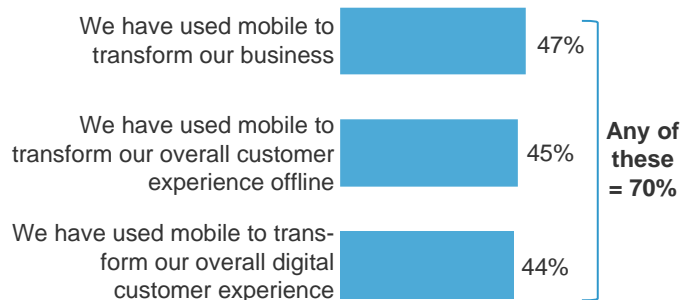 We have used mobile to
transform our business
47%
We have used mobile to
transform our overall customer
experience offline
45%
We have used mobile to trans-
form our overall digital
customer experience
44%
Any of
these
= 70%